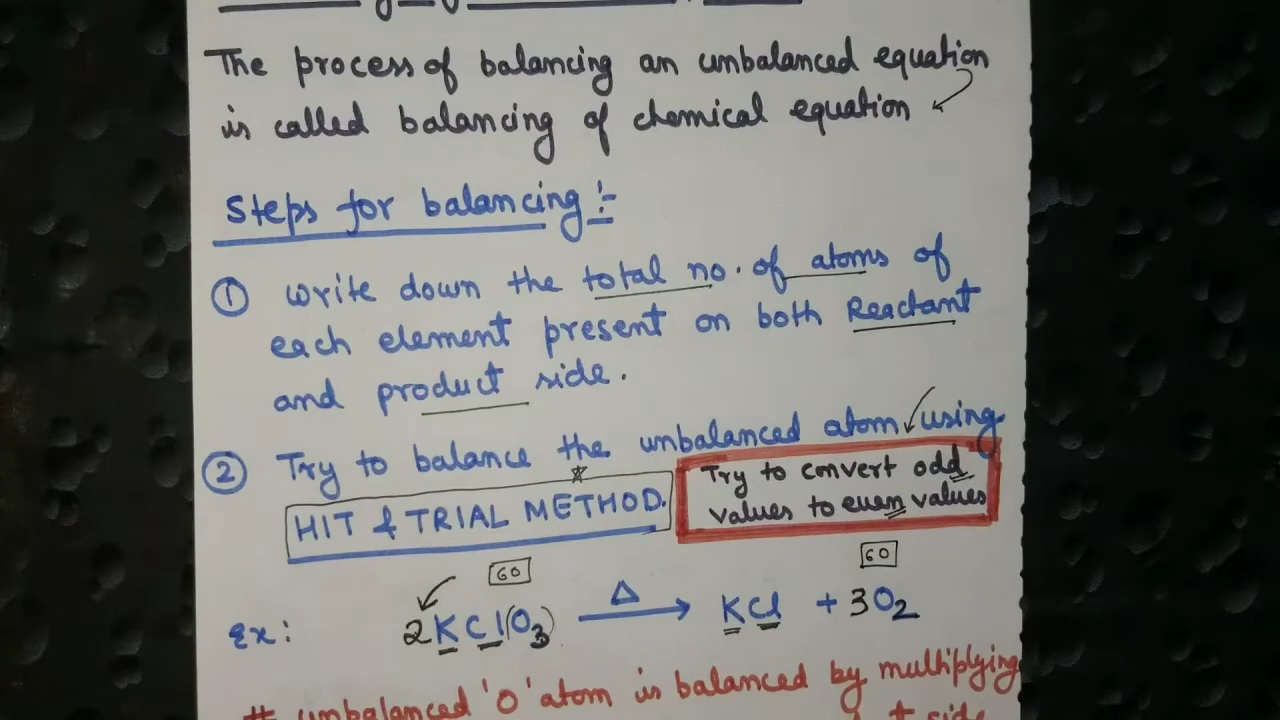 The process of balancing an unbalanced equation
is called balancing of chemical equation
Steps for balancing :-
① Write down the total no. of atoms of
each element present on both Reactant
and product side.
② Try to balance the unbalanced atom using
HIT & TRIAL METHOD.
Try to convert odd
values to even values
6O
6O
Ex: 2KClO3 Δ→ KCl + 3O2
# unbalanced 'O' atom is balanced by multiplying
side